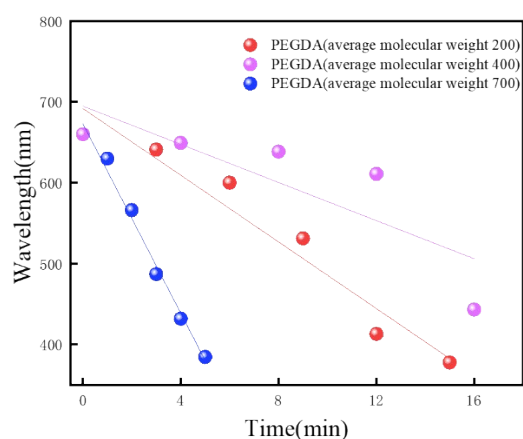 800
PEGDA(average molecular weight 200)
PEGDA(average molecular weight 400)
PEGDA(average molecular weight 700)
700
600
500
400
Wavelength(nm)
0 4 8 12 16
Time(min)